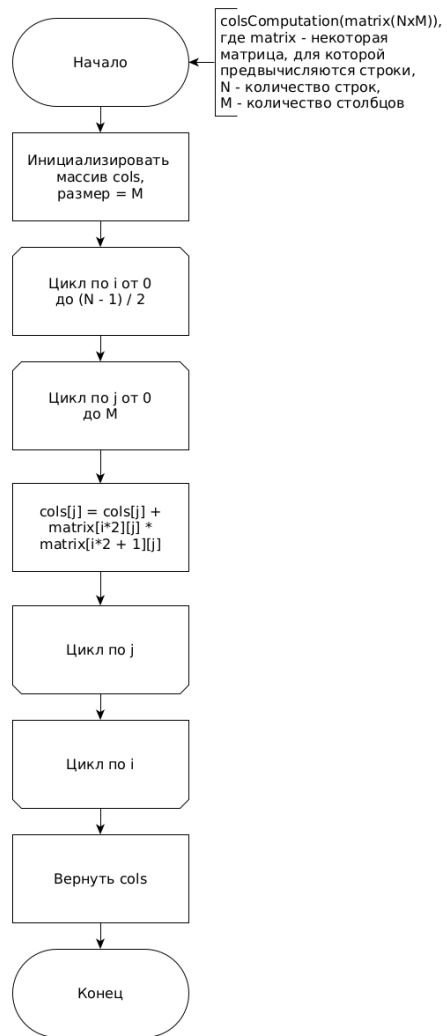 Начало
colsComputation(matrix(NxM)),
где matrix - некоторая
матрица, для которой
предвычисляются строки,
N - количество строк,
M - количество столбцов
Инициализировать
массив cols,
размер = M
Цикл по i от 0
до (N - 1) / 2
Цикл по j от 0
до M
cols[j] = cols[j] +
matrix[i*2][j] *
matrix[i*2 + 1][j]
Цикл по j
Цикл по i
Вернуть cols
Конец